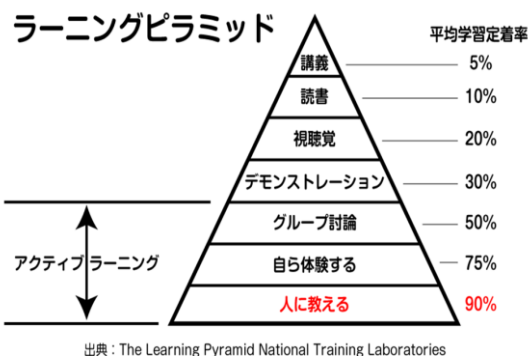 ラーニングピラミッド
平均学習定着率
講義 5%
読書 10%
視聴覚 20%
デモンストレーション 30%
グループ討論 50%
アクティブラーニング
自ら体験する 75%
人に教える 90%
出典：The Learning Pyramid National Training Laboratories